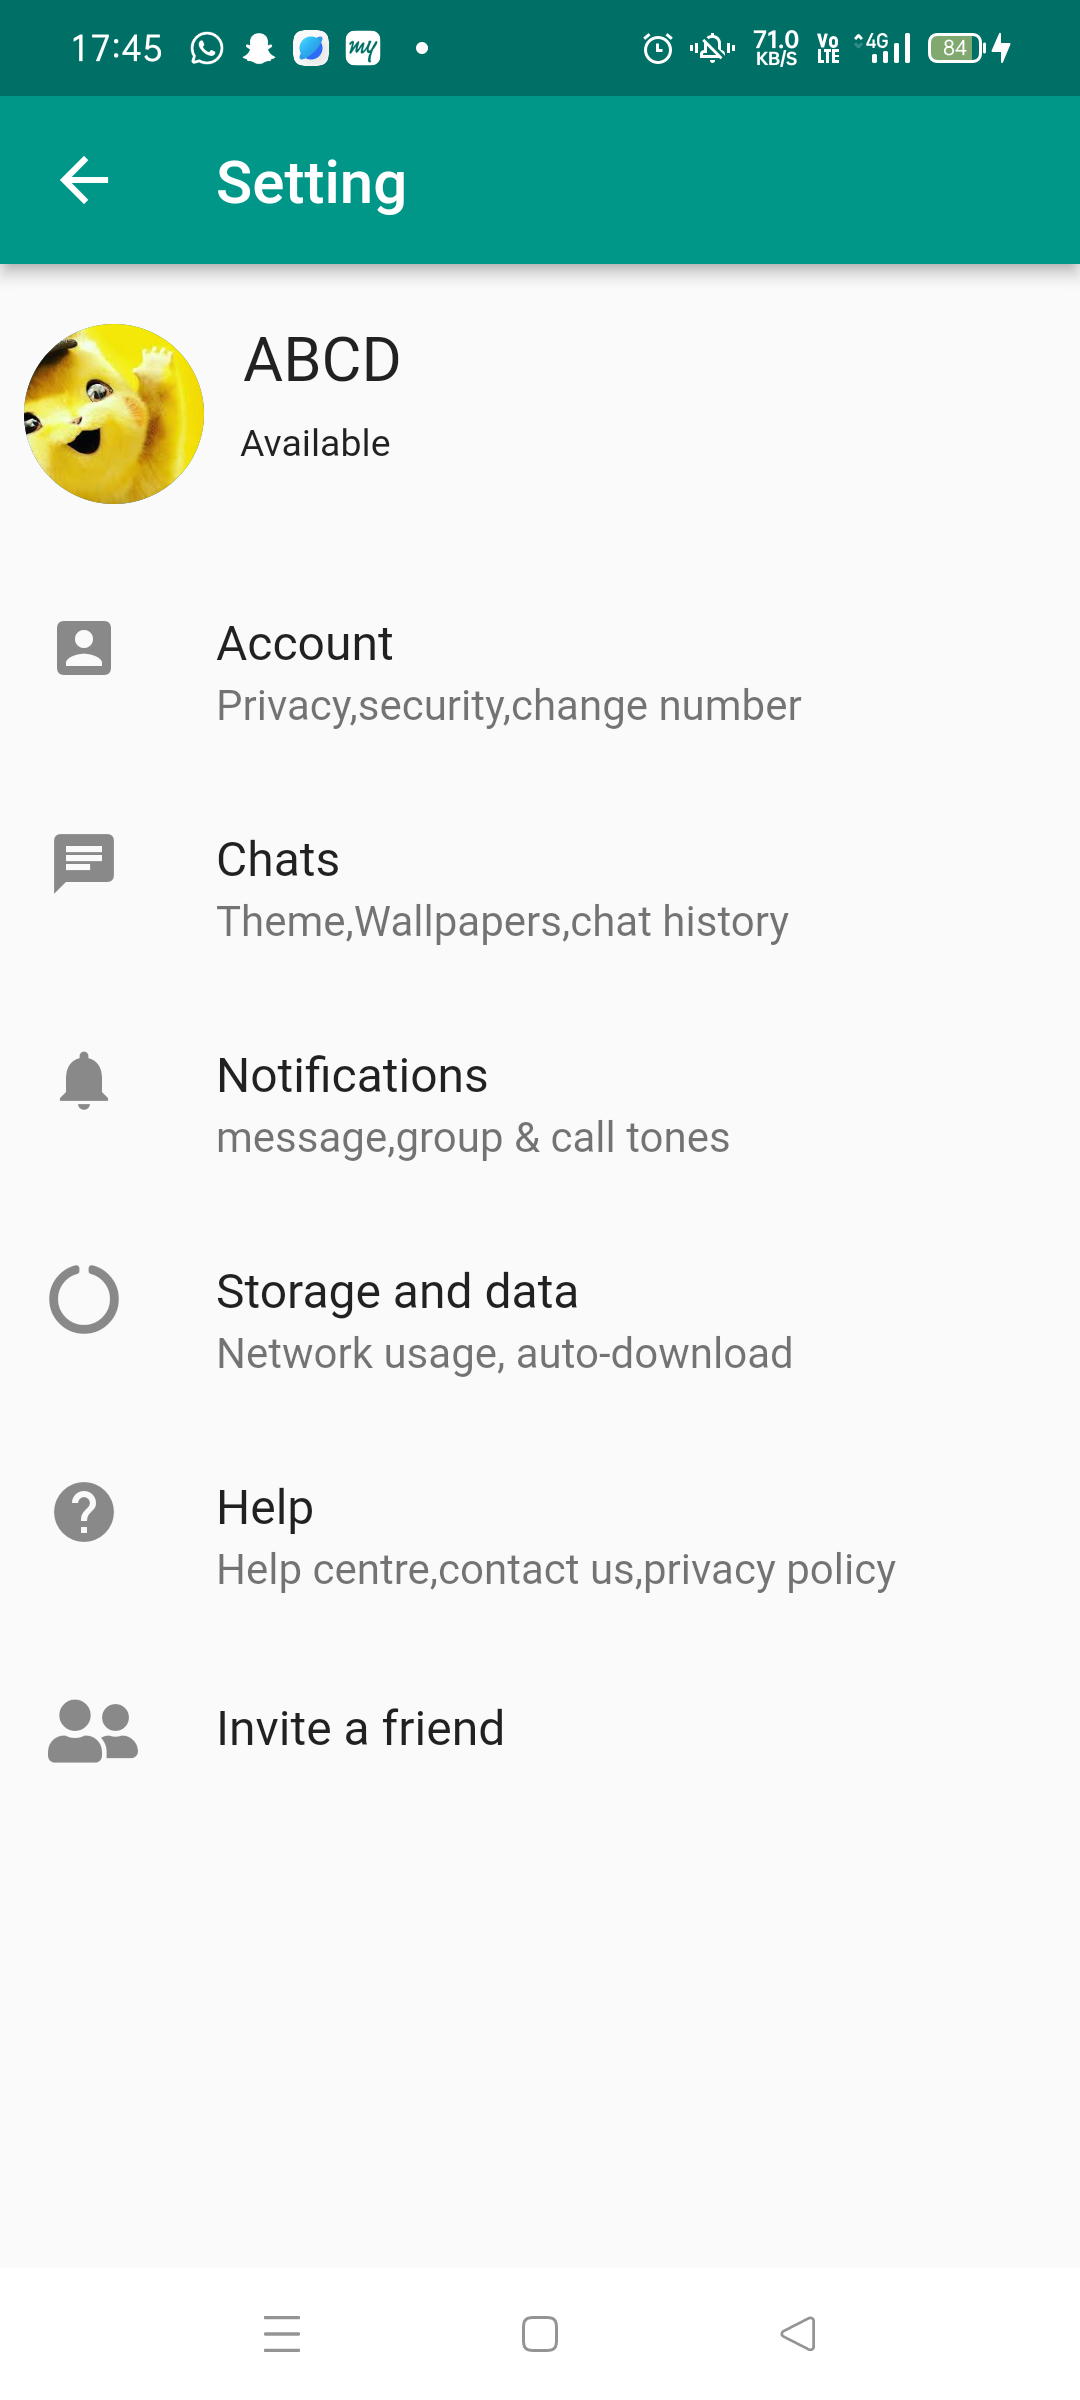 17:45 my 71.0 KB/S Vo LTE 4G 84
Setting
ABCD
Available
Account
Privacy,security,change number
Chats
Theme,Wallpapers,chat history
Notifications
message,group & call tones
Storage and data
Network usage, auto-download
Help
Help centre,contact us,privacy policy
Invite a friend